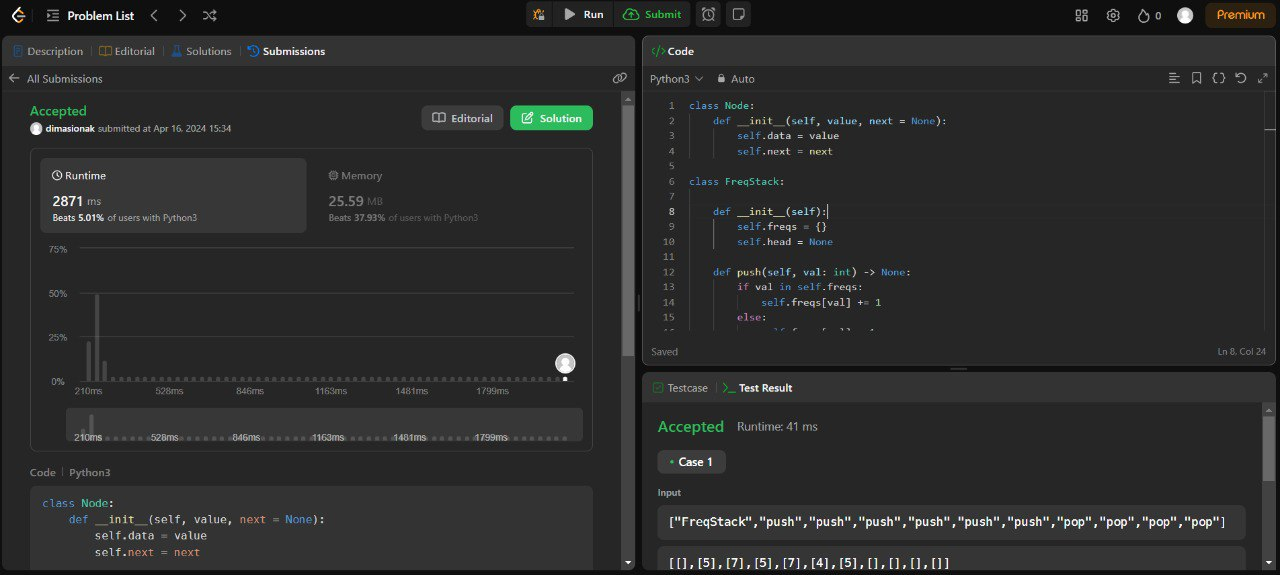 Problem List
Run
Submit
0
Premium
Description
Editorial
Solutions
Submissions
All Submissions
Accepted
dimasionak submitted at Apr 16, 2024 15:34
Editorial
Solution
Runtime
2871 ms
Beats 5.01% of users with Python3
Memory
25.59 MB
Beats 37.93% of users with Python3
75%
50%
25%
0%
210ms 528ms 846ms 1163ms 1481ms 1799ms
210ms 528ms 846ms 1163ms 1481ms 1799ms
Code | Python3
class Node:
def __init__(self, value, next = None):
self.data = value
self.next = next
</> Code
Python3
Auto
1 class Node:
2 def __init__(self, value, next = None):
3 self.data = value
4 self.next = next
5
6 class FreqStack:
7
8 def __init__(self):
9 self.freqs = {}
10 self.head = None
11
12 def push(self, val: int) -> None:
13 if val in self.freqs:
14 self.freqs[val] += 1
15 else:
Saved
Ln 8, Col 24
Testcase
>_ Test Result
Accepted
Runtime: 41 ms
• Case 1
Input
["FreqStack","push","push","push","push","push","push","pop","pop","pop","pop"]
[[],[5],[7],[5],[7],[4],[5],[],[],[],[]]